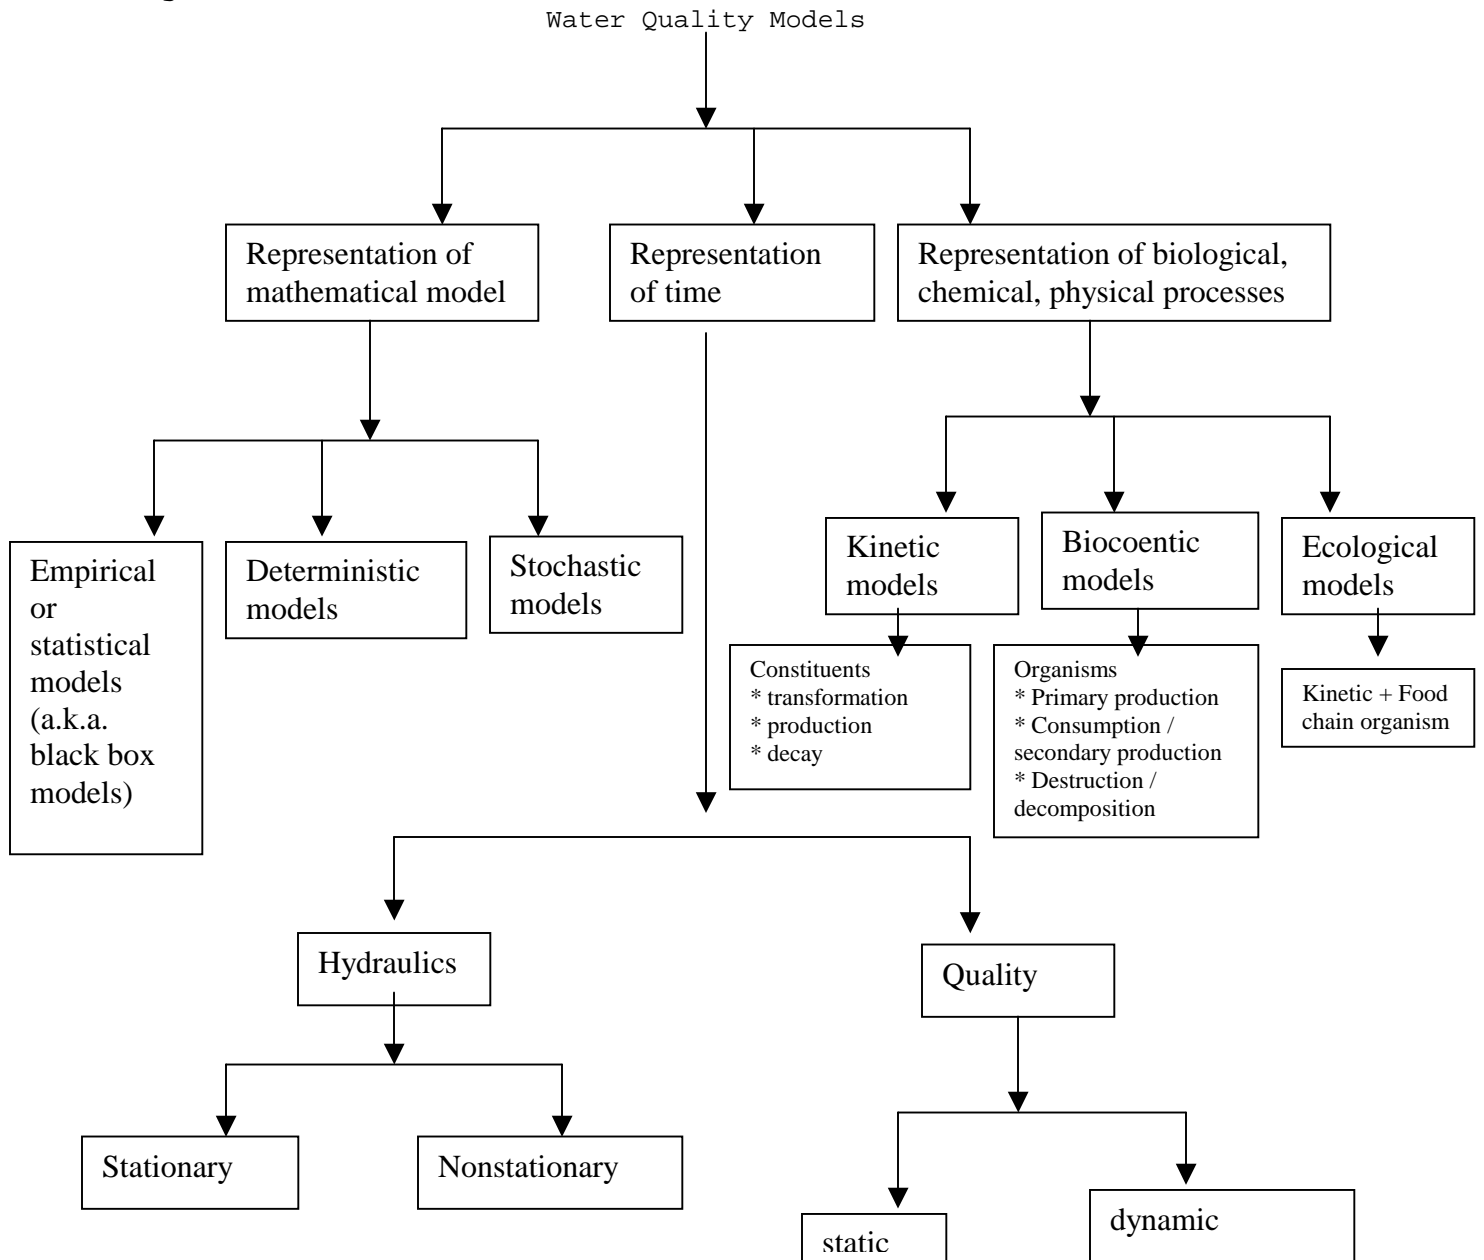 Water Quality Models
Representation of
mathematical model
Representation
of time
Representation of biological,
chemical, physical processes
Empirical
or
statistical
models
(a.k.a.
black box
models)
Deterministic
models
Stochastic
models
Kinetic
models
Biocoentic
models
Ecological
models
Constituents
* transformation
* production
* decay
Organisms
* Primary production
* Consumption /
secondary production
* Destruction /
decomposition
Kinetic + Food
chain organism
Hydraulics
Quality
Stationary
Nonstationary
static
dynamic